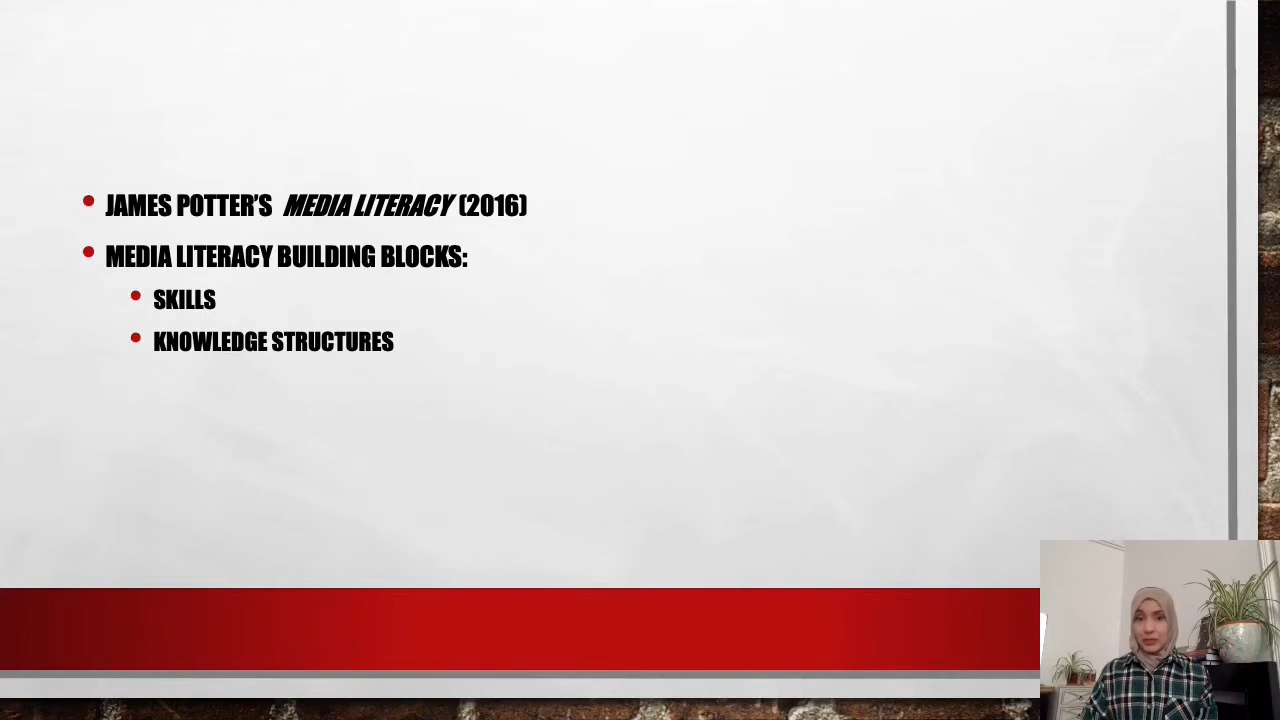 JAMES POTTER'S MEDIA LITERACY (2016)
MEDIA LITERACY BUILDING BLOCKS:
SKILLS
KNOWLEDGE STRUCTURES